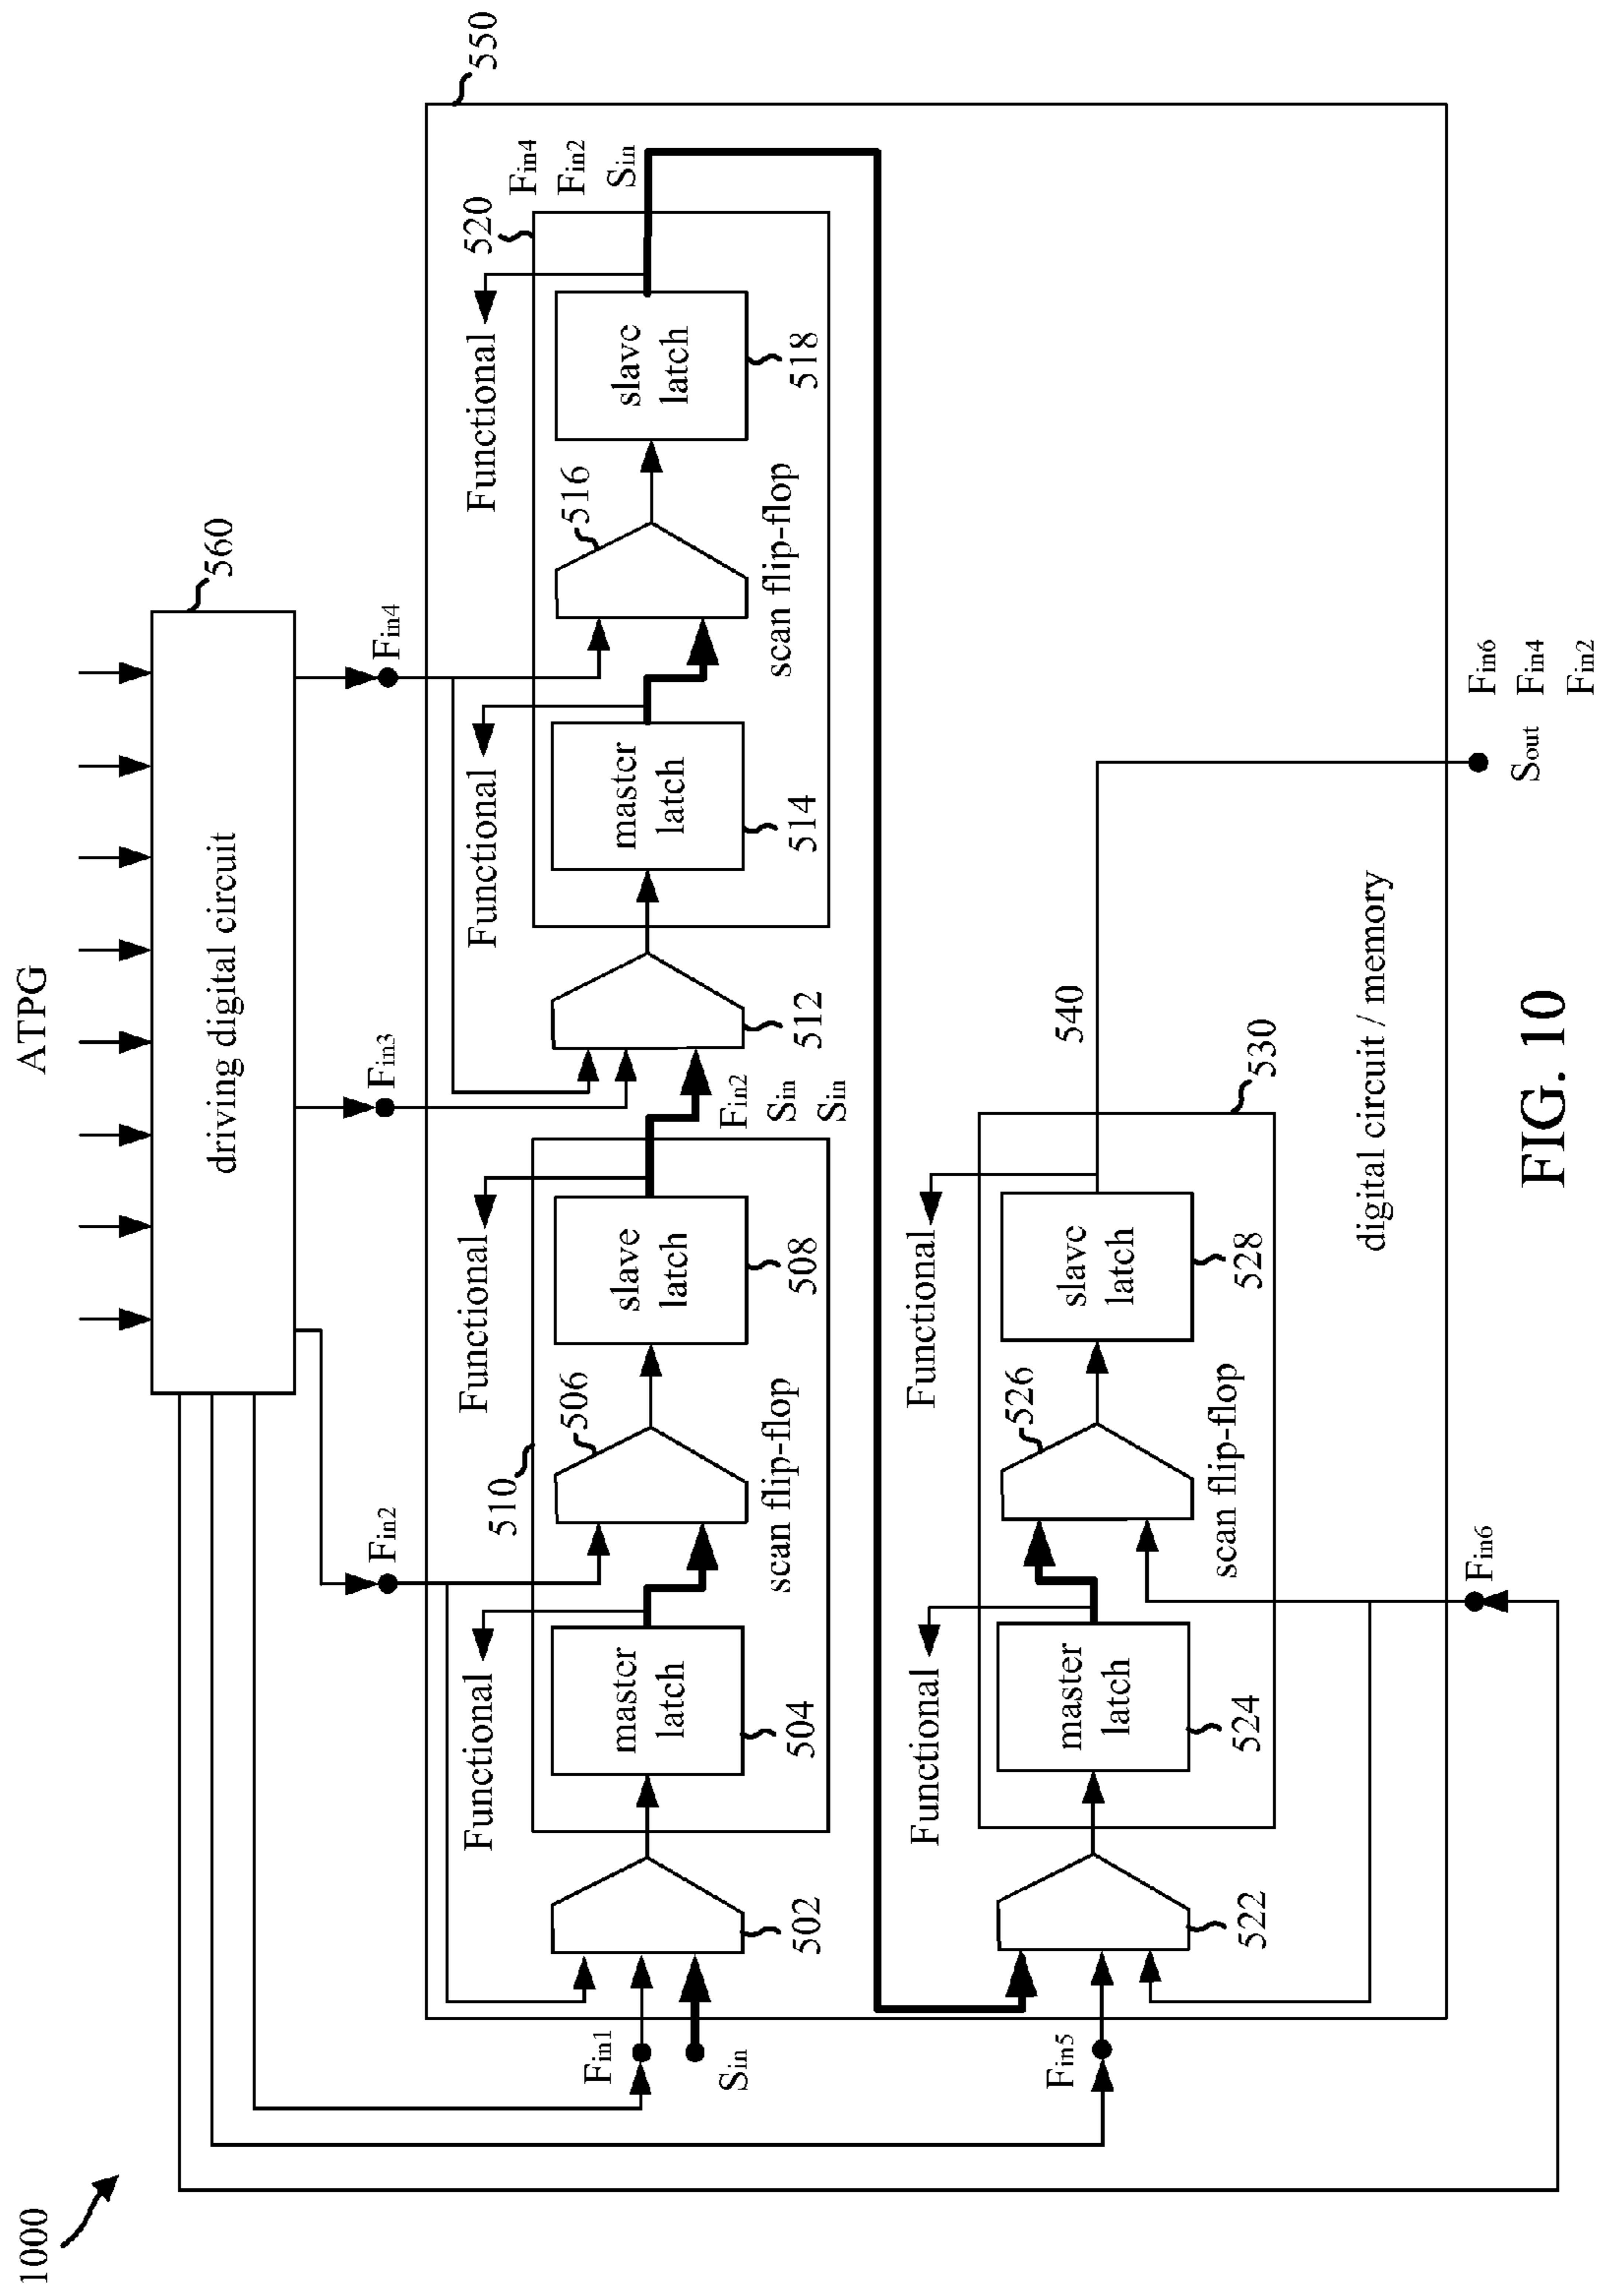 1000
ATPG
driving digital circuit
560
Fin2
Fin3
Fin4
550
Functional
Functional
Functional
Functional
510
520
Fin4
Fin2
Sin
506
516
master
latch
slave
latch
master
latch
slave
latch
Fin1
Sin
502
504
scan flip-flop
508
Fin2
Sin
Sin
512
514
scan flip-flop
518
Functional
Functional
526
540
master
latch
slave
latch
Fin5
522
524
scan flip-flop
528
530
digital circuit / memory
Fin6
Sout
Fin6
Fin4
Fin2
FIG. 10